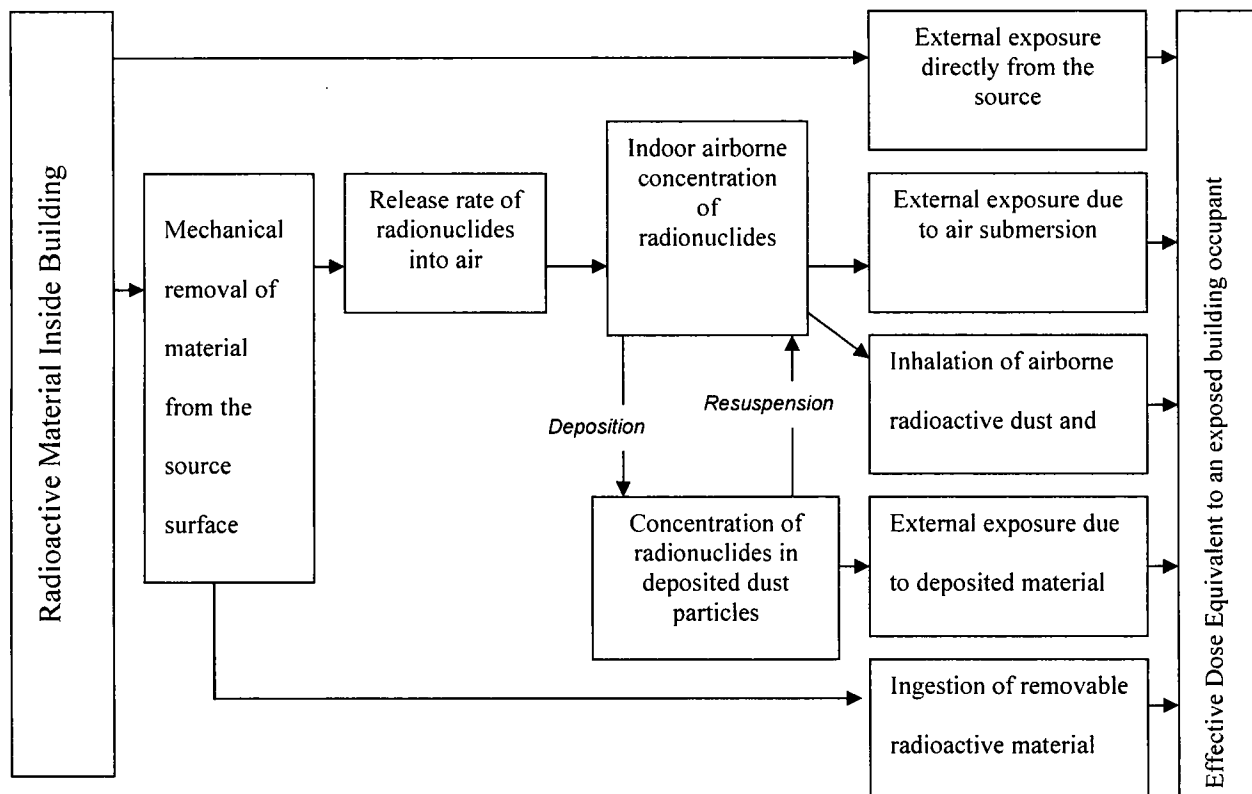 Radioactive Material Inside Building
Mechanical
removal of
material
from the
source
surface
Release rate of
radionuclides
into air
Indoor airborne
concentration
of
radionuclides
Deposition
Resuspension
Concentration of
radionuclides in
deposited dust
particles
External exposure
directly from the
source
External exposure due
to air submersion
Inhalation of airborne
radioactive dust and
External exposure due
to deposited material
Ingestion of removable
radioactive material
Effective Dose Equivalent to an exposed building occupant